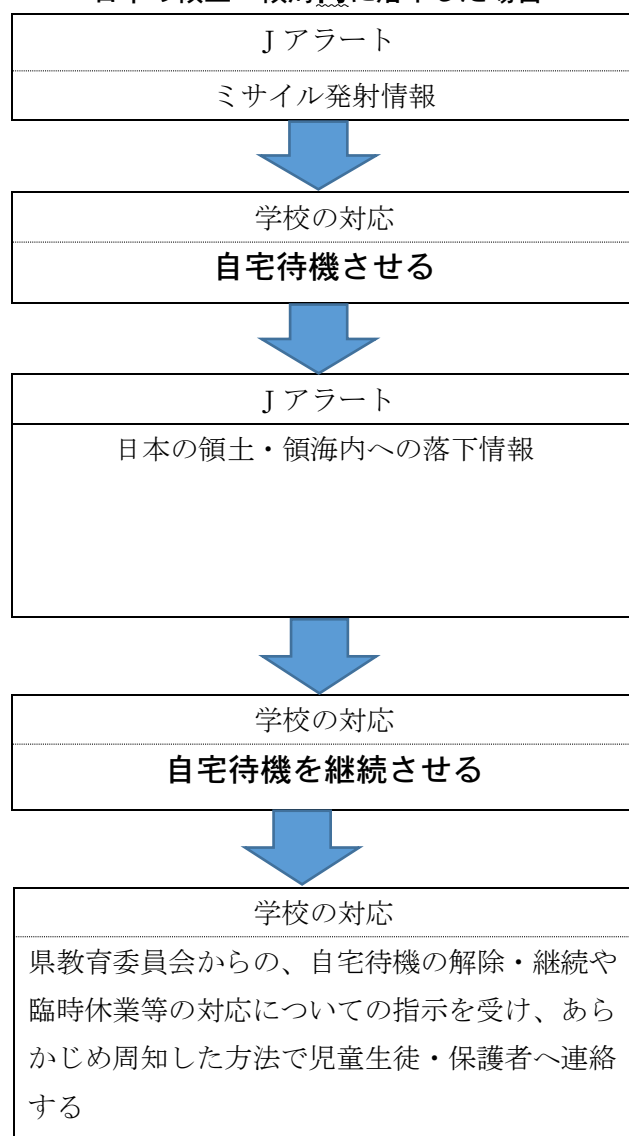 Jアラート
ミサイル発射情報
学校の対応
自宅待機させる
Jアラート
日本の領土・領海内への落下情報
学校の対応
自宅待機を継続させる
学校の対応
県教育委員会からの、自宅待機の解除・継続や
臨時休業等の対応についての指示を受け、あら
かじめ周知した方法で児童生徒・保護者へ連絡
する